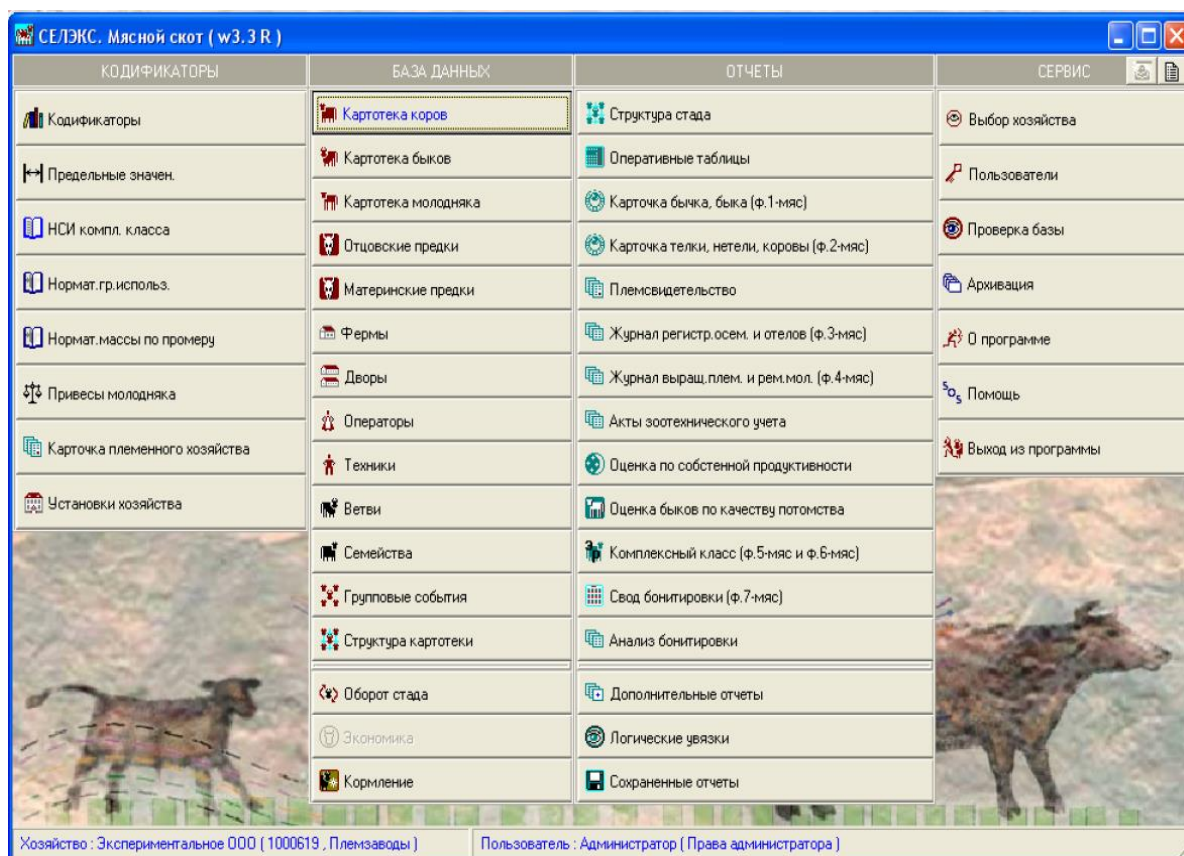 СЕЛЭКС. Мясной скот ( w3.3 R )
КОДИФИКАТОРЫ
Кодификаторы
Предельные значен.
НСИ компл. класса
Нормат.гр.использ.
Нормат.массы по промеру
Привесы молодняка
Карточка племенного хозяйства
Установки хозяйства
БАЗА ДАННЫХ
Картотека коров
Картотека быков
Картотека молодняка
Отцовские предки
Материнские предки
Фермы
Дворы
Операторы
Техники
Ветви
Семейства
Групповые события
Структура картотеки
Оборот стада
Экономика
Кормление
ОТЧЕТЫ
Структура стада
Оперативные таблицы
Карточка бычка, быка (ф.1-мяс)
Карточка телки, нетели, коровы (ф.2-мяс)
Племсвидетельство
Журнал регистр.осем. и отелов (ф.3-мяс)
Журнал выращ.плем. и рем.мол. (ф.4-мяс)
Акты зоотехнического учета
Оценка по собстенной продуктивности
Оценка быков по качеству потомства
Комплексный класс (ф.5-мяс и ф.6-мяс)
Свод бонитировки (ф.7-мяс)
Анализ бонитировки
Дополнительные отчеты
Логические увязки
Сохраненные отчеты
СЕРВИС
Выбор хозяйства
Пользователи
Проверка базы
Архивация
О программе
SOS Помощь
Выход из программы
Хозяйство : Экспериментальное ООО ( 1000619 , Племзаводы )
Пользователь : Администратор ( Права администратора )